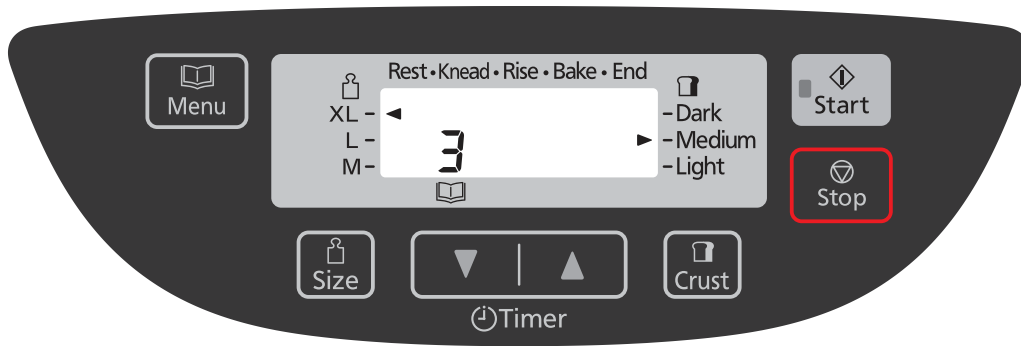 Menu
Rest • Knead • Rise • Bake • End
XL –
L –
M –
3
– Dark
– Medium
– Light
Start
Stop
Size
Crust
Timer